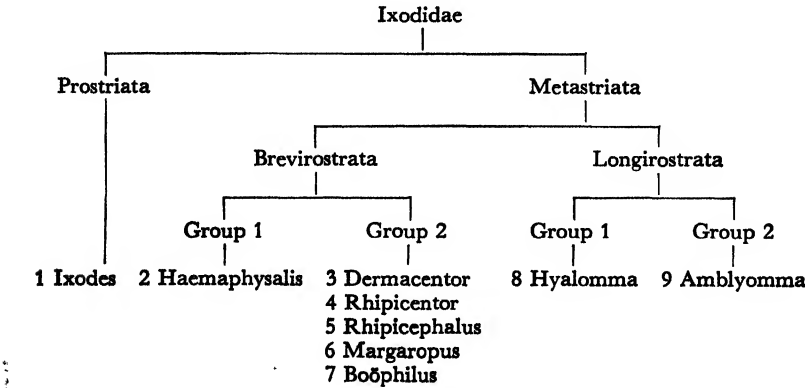 Ixodidae
Prostriata Metastriata
Brevirostrata Longirostrata
Group 1 Group 2 Group 1 Group 2
1 Ixodes 2 Haemaphysalis 3 Dermacentor 8 Hyalomma 9 Amblyomma
4 Rhipicentor
5 Rhipicephalus
6 Margaropus
7 Boöphilus